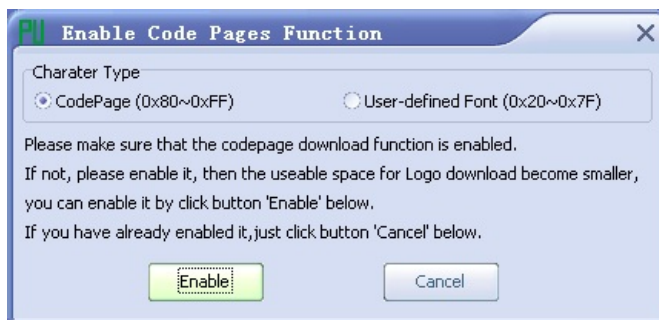 PU Enable Code Pages Function
Charater Type
CodePage (0x80~0xFF) User-defined Font (0x20~0x7F)
Please make sure that the codepage download function is enabled.
If not, please enable it, then the useable space for Logo download become smaller,
you can enable it by click button 'Enable' below.
If you have already enabled it,just click button 'Cancel' below.
Enable Cancel